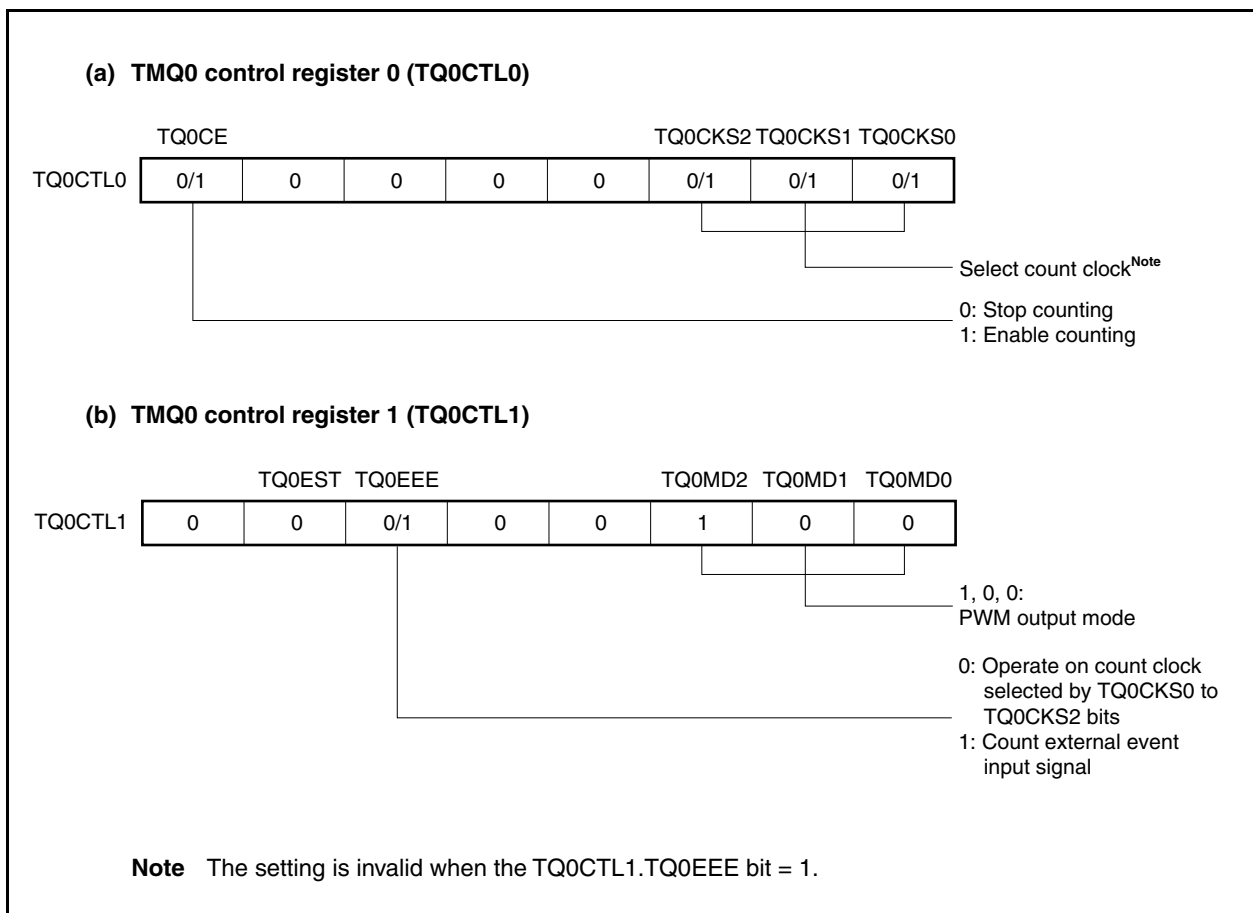 (a) TMQ0 control register 0 (TQ0CTL0)
TQ0CE TQ0CKS2 TQ0CKS1 TQ0CKS0
TQ0CTL0 0/1 0 0 0 0 0/1 0/1 0/1
Select count clockNote
0: Stop counting
1: Enable counting
(b) TMQ0 control register 1 (TQ0CTL1)
TQ0EST TQ0EEE TQ0MD2 TQ0MD1 TQ0MD0
TQ0CTL1 0 0 0/1 0 0 1 0 0
1, 0, 0:
PWM output mode
0: Operate on count clock
selected by TQ0CKS0 to
TQ0CKS2 bits
1: Count external event
input signal
Note The setting is invalid when the TQ0CTL1.TQ0EEE bit = 1.